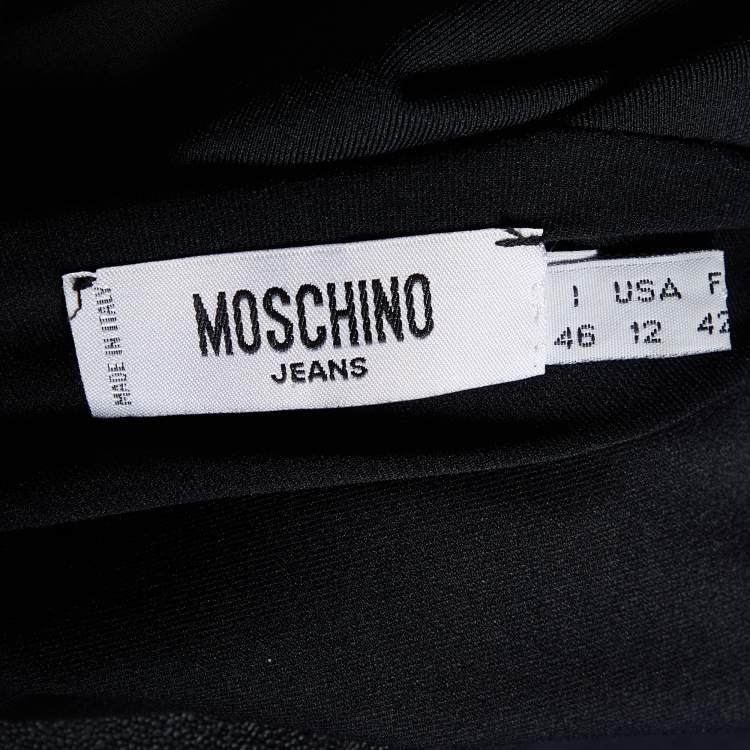 MADE IN ITALY
MOSCHINO
JEANS
I USA F
46 12 42